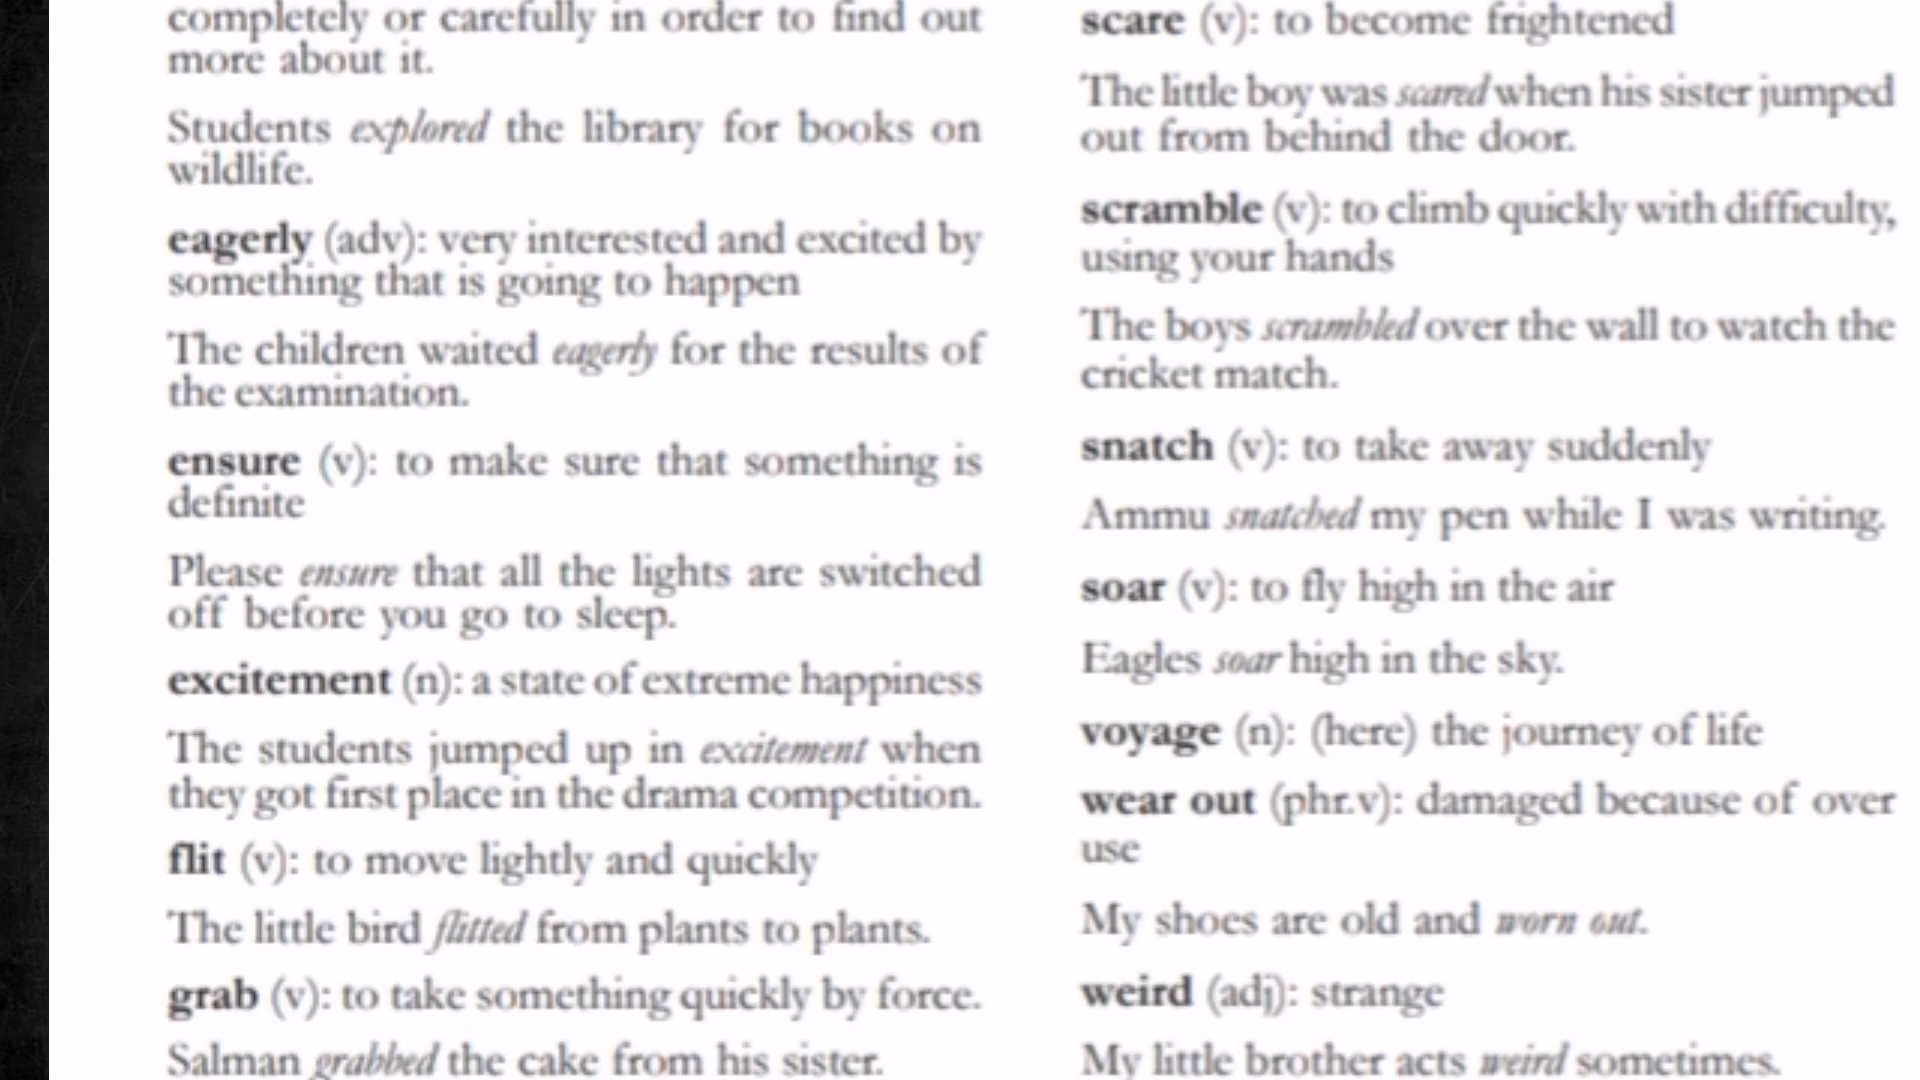 completely or carefully in order to find out
more about it.
Students explored the library for books on
wildlife.
eagerly (adv): very interested and excited by
something that is going to happen
The children waited eagerly for the results of
the examination.
ensure (v): to make sure that something is
definite
Please ensure that all the lights are switched
off before you go to sleep.
excitement (n): a state of extreme happiness
The students jumped up in excitement when
they got first place in the drama competition.
flit (v): to move lightly and quickly
The little bird flitted from plants to plants.
grab (v): to take something quickly by force.
Salman grabbed the cake from his sister.
scare (v): to become frightened
The little boy was scared when his sister jumped
out from behind the door.
scramble (v): to climb quickly with difficulty,
using your hands
The boys scrambled over the wall to watch the
cricket match.
snatch (v): to take away suddenly
Ammu snatched my pen while I was writing.
soar (v): to fly high in the air
Eagles soar high in the sky.
voyage (n): (here) the journey of life
wear out (phr.v): damaged because of over
use
My shoes are old and worn out.
weird (adj): strange
My little brother acts weird sometimes.